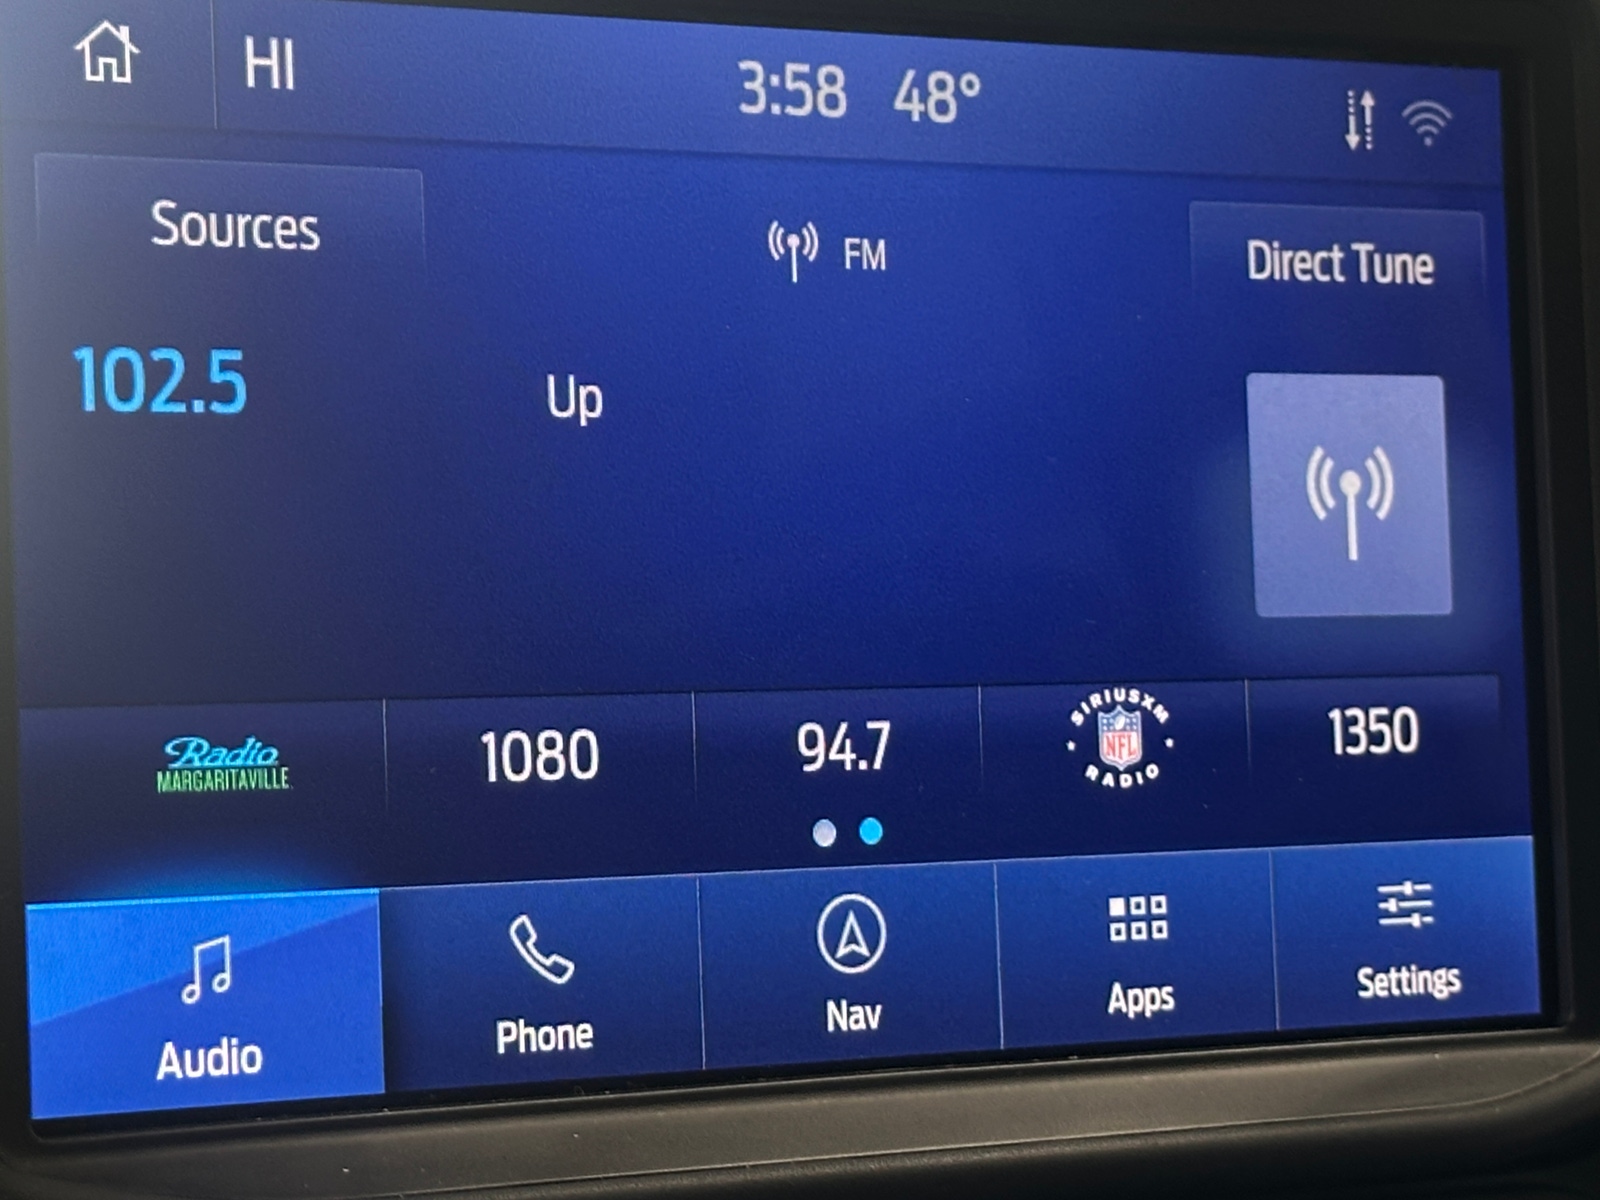 HI 3:58 48°
Sources FM Direct Tune
102.5 Up
Radio
MARGARITAVILLE
1080
94.7
SIRIUSXM
NFL
RADIO
1350
Audio Phone Nav Apps Settings